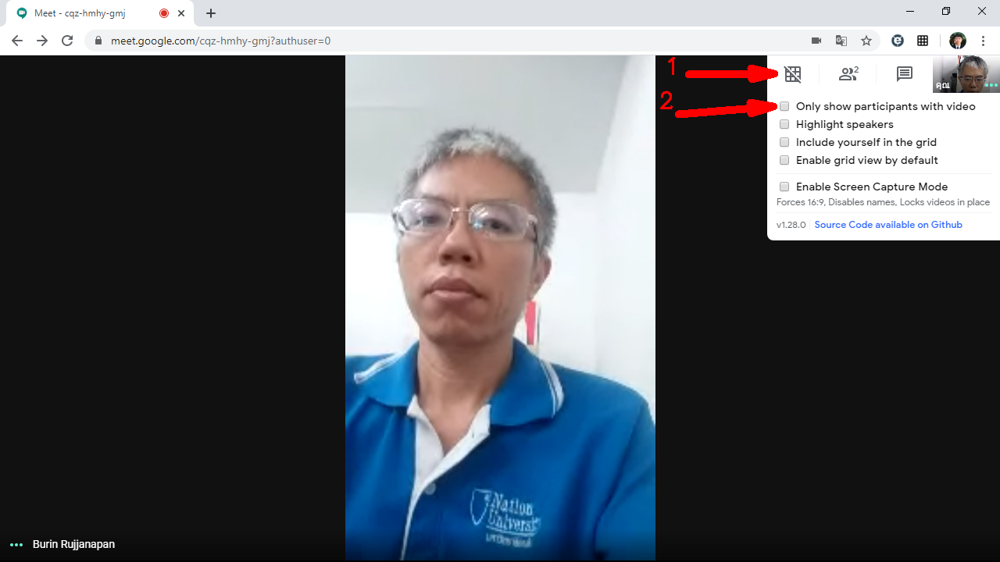 Meet - cqz-hmhy-gmj
meet.google.com/cqz-hmhy-gmj?authuser=0
1
2
2
คุณ
Only show participants with video
Highlight speakers
Include yourself in the grid
Enable grid view by default
Enable Screen Capture Mode
Forces 16:9, Disables names, Locks videos in place
v1.28.0 Source Code available on Github
Nation
University
Burin Rujjanapan